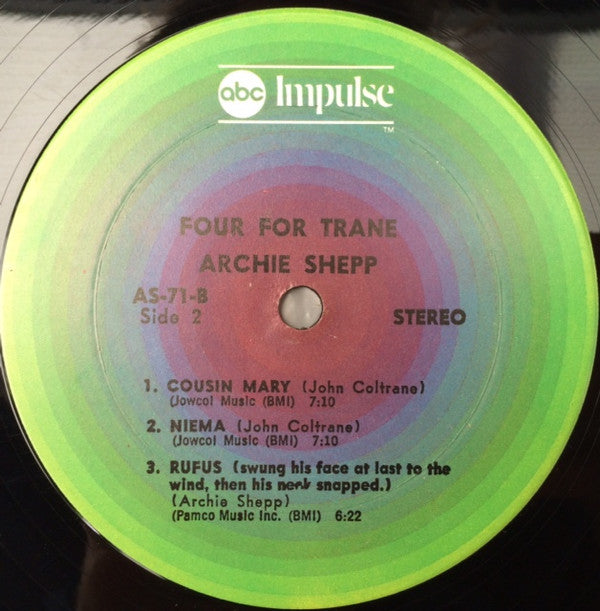 abc Impulse
TM
FOUR FOR TRANE
ARCHIE SHEPP
AS-71-B
Side 2 STEREO
1. COUSIN MARY (John Coltrane)
(Jowcol Music (BMI) 7:10
2. NIEMA (John Coltrane)
(Jowcol Music (BMI) 7:10
3. RUFUS (swung his face at last to the
wind, then his neck snapped.)
(Archie Shepp)
(Pamco Music Inc. (BMI) 6:22